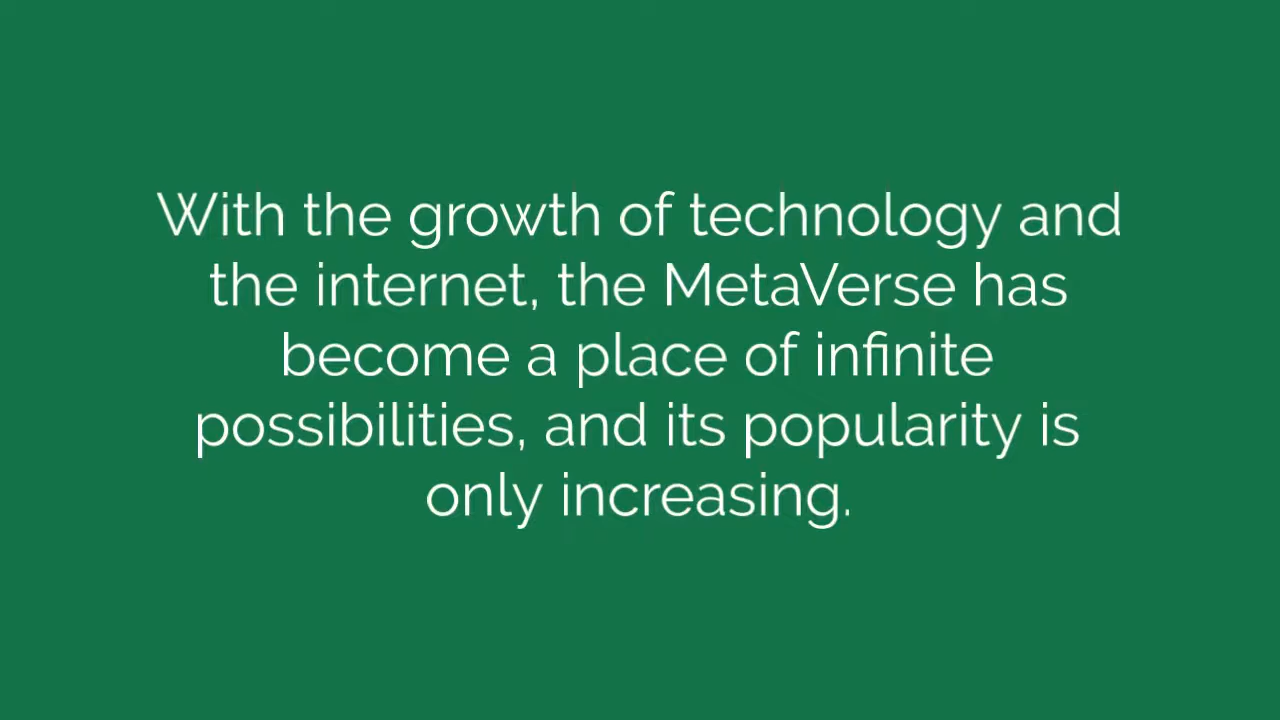 With the growth of technology and
the internet, the MetaVerse has
become a place of infinite
possibilities, and its popularity is
only increasing.